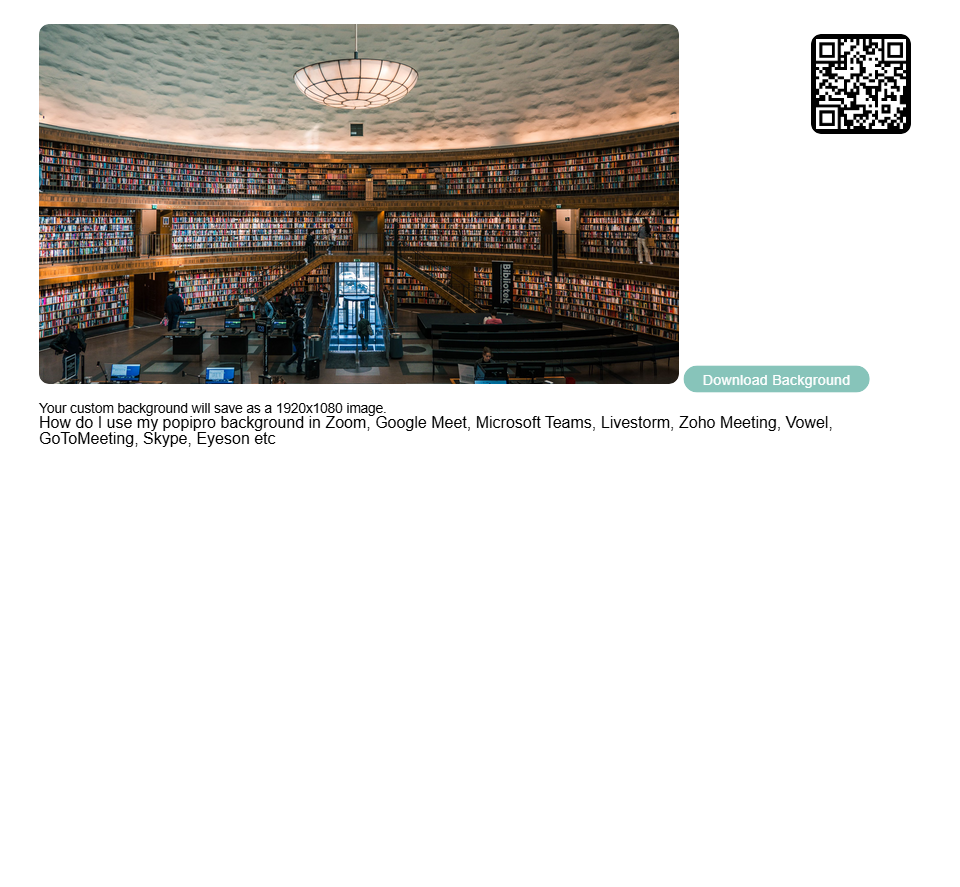 Bibliotek
Download Background
Your custom background will save as a 1920x1080 image.
How do I use my popipro background in Zoom, Google Meet, Microsoft Teams, Livestorm, Zoho Meeting, Vowel,
GoToMeeting, Skype, Eyeson etc